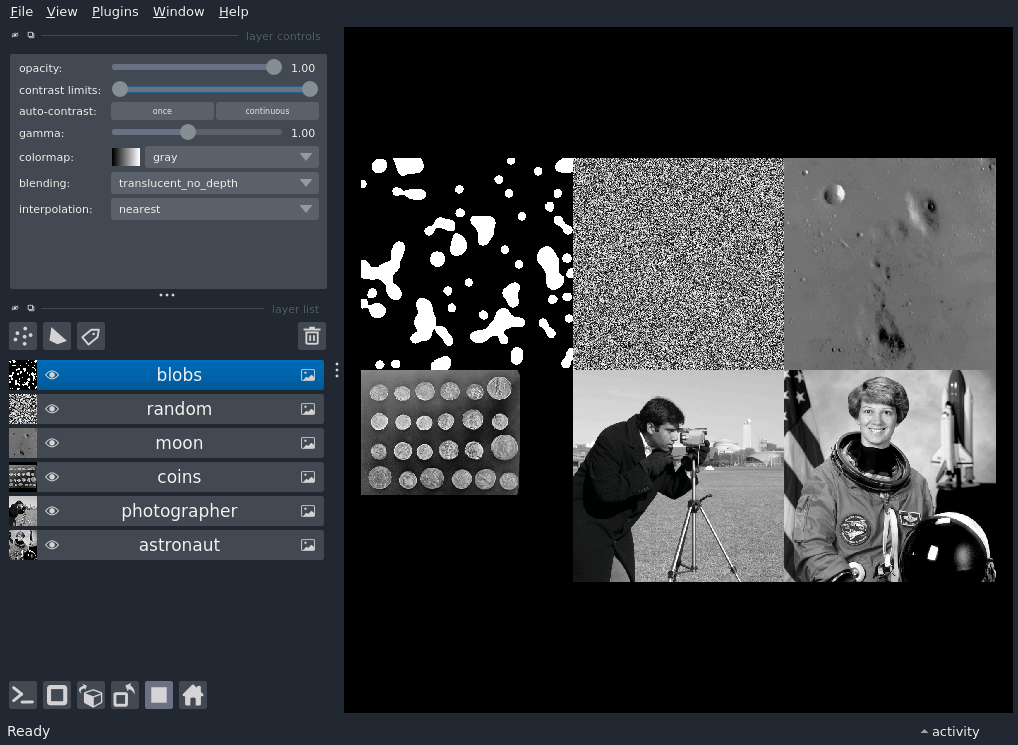 File View Plugins Window Help
layer controls
opacity: 1.00
contrast limits:
auto-contrast: once continuous
gamma: 1.00
colormap: gray
blending: translucent_no_depth
interpolation: nearest
layer list
blobs
random
moon
coins
photographer
astronaut
Ready
activity